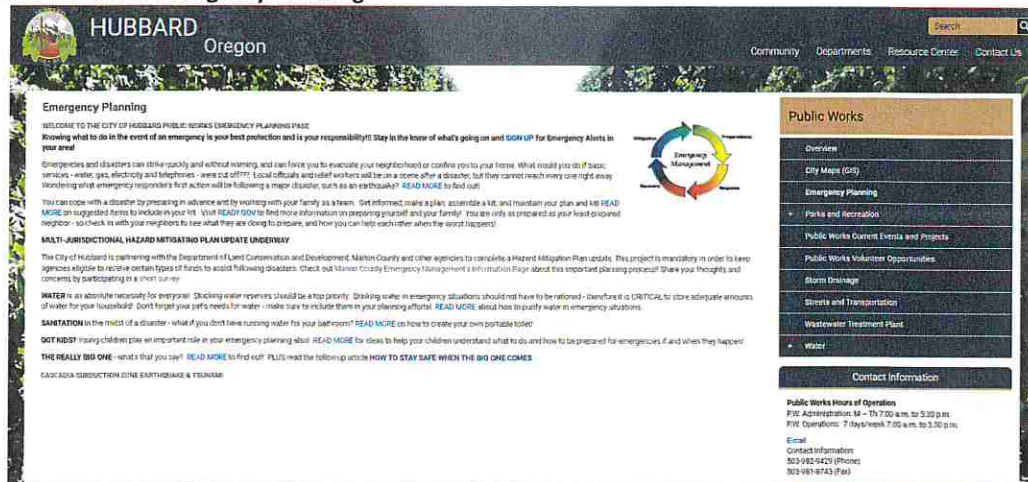 HUBBARD
Oregon
Search
Community Departments Resource Center Contact Us
Emergency Planning
WELCOME TO THE CITY OF HUBBARD PUBLIC WORKS EMERGENCY PLANNING PAGE
Knowing what to do in the event of an emergency is your best protection and is your responsibility!!! Stay in the know of what's going on and SIGN UP for Emergency Alerts in
your area!
Mitigation
Preparedness
Emergency
Management
Recovery
Response
Emergencies and disasters can strike quickly and without warning, and can force you to evacuate your neighborhood or confine you to your home. What would you do if basic
services - water, gas, electricity and telephones - were cut off??? Local officials and relief workers will be on a scene after a disaster, but they cannot reach every one right away.
Wondering what emergency responders first action will be following a major disaster, such as an earthquake? READ MORE to find out!
You can cope with a disaster by preparing in advance and by working with your family as a team. Get informed, make a plan, assemble a kit, and maintain your plan and kit! READ
MORE on suggested items to include in your kit. Visit READY.GOV to find more information on preparing yourself and your family! You are only as prepared as your least-prepared
neighbor - so check in with your neighbors to see what they are doing to prepare, and how you can help each other when the worst happens!
MULTI-JURISDICTIONAL HAZARD MITIGATING PLAN UPDATE UNDERWAY
The City of Hubbard is partnering with the Department of Land Conservation and Development, Marion County and other agencies to complete a Hazard Mitigation Plan update. This project is mandatory in order to keep
agencies eligible to receive certain types of funds to assist following disasters. Check out Marion County Emergency Management's Information Page about this important planning process!! Share your thoughts and
concerns by participating in a short survey
WATER is an absolute necessity for everyone! Stocking water reserves should be a top priority. Drinking water in emergency situations should not have to be rationed - therefore it is CRITICAL to store adequate amounts
of water for your household! Don't forget your pet's needs for water - make sure to include them in your planning efforts! READ MORE about how to purify water in emergency situations.
SANITATION in the midst of a disaster - what if you don't have running water for your bathroom? READ MORE on how to create your own portable toilet!
GOT KIDS? Young children play an important role in your emergency planning also! READ MORE for ideas to help your children understand what to do and how to be prepared for emergencies if and when they happen!
THE REALLY BIG ONE - what's that you say? READ MORE to find out! PLUS read the follow-up article HOW TO STAY SAFE WHEN THE BIG ONE COMES
CASCADIA SUBDUCTION ZONE EARTHQUAKE & TSUNAMI
Public Works
Overview
City Maps (GIS)
Emergency Planning
Parks and Recreation
Public Works Current Events and Projects
Public Works Volunteer Opportunities
Storm Drainage
Streets and Transportation
Wastewater Treatment Plant
Water
Contact Information
Public Works Hours of Operation
P.W. Administration: M – Th 7:00 a.m. to 3:30 p.m.
P.W. Operations: 7 days/week 7:00 a.m. to 3:30 p.m.
E-mail
Contact Information
503-982-9429 (Phone)
503-981-8743 (Fax)